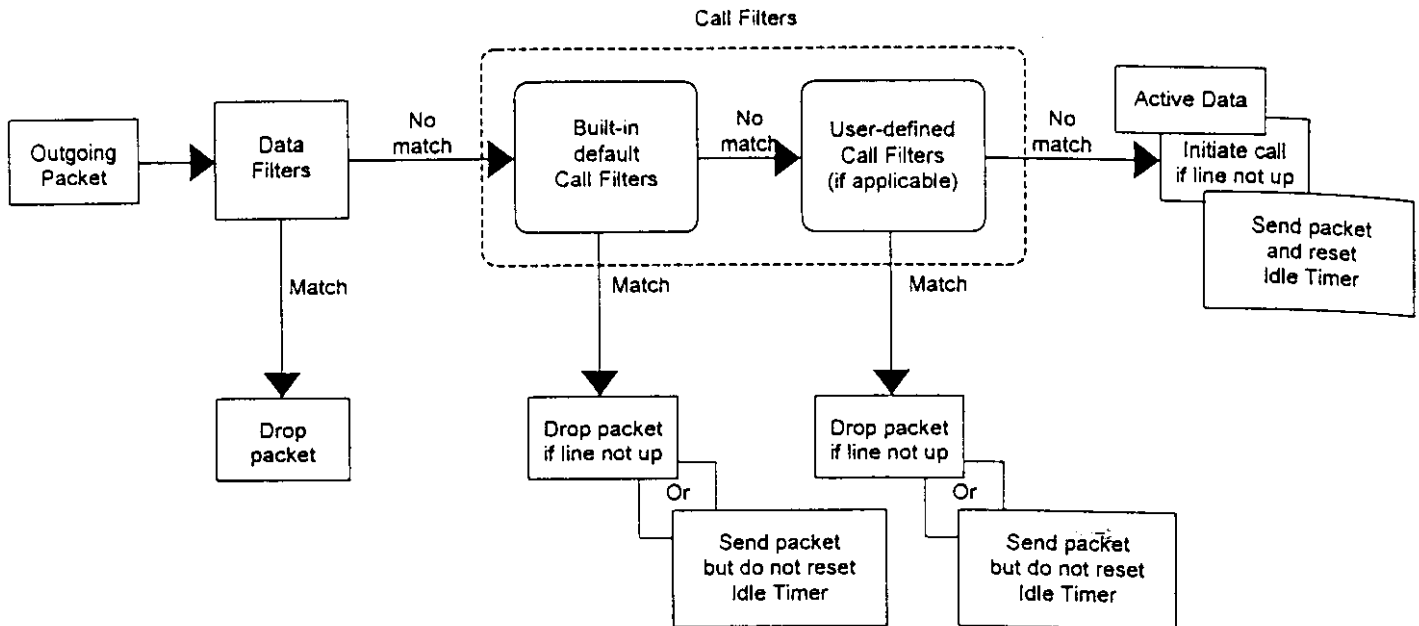 Call Filters
Outgoing
Packet
Data
Filters
No
match
Built-in
default
Call Filters
No
match
User-defined
Call Filters
(if applicable)
No
match
Active Data
Initiate call
if line not up
Send packet
and reset
Idle Timer
Match
Match
Match
Drop
packet
Drop packet
if line not up
Or
Send packet
but do not reset
Idle Timer
Drop packet
if line not up
Or
Send packet
but do not reset
Idle Timer